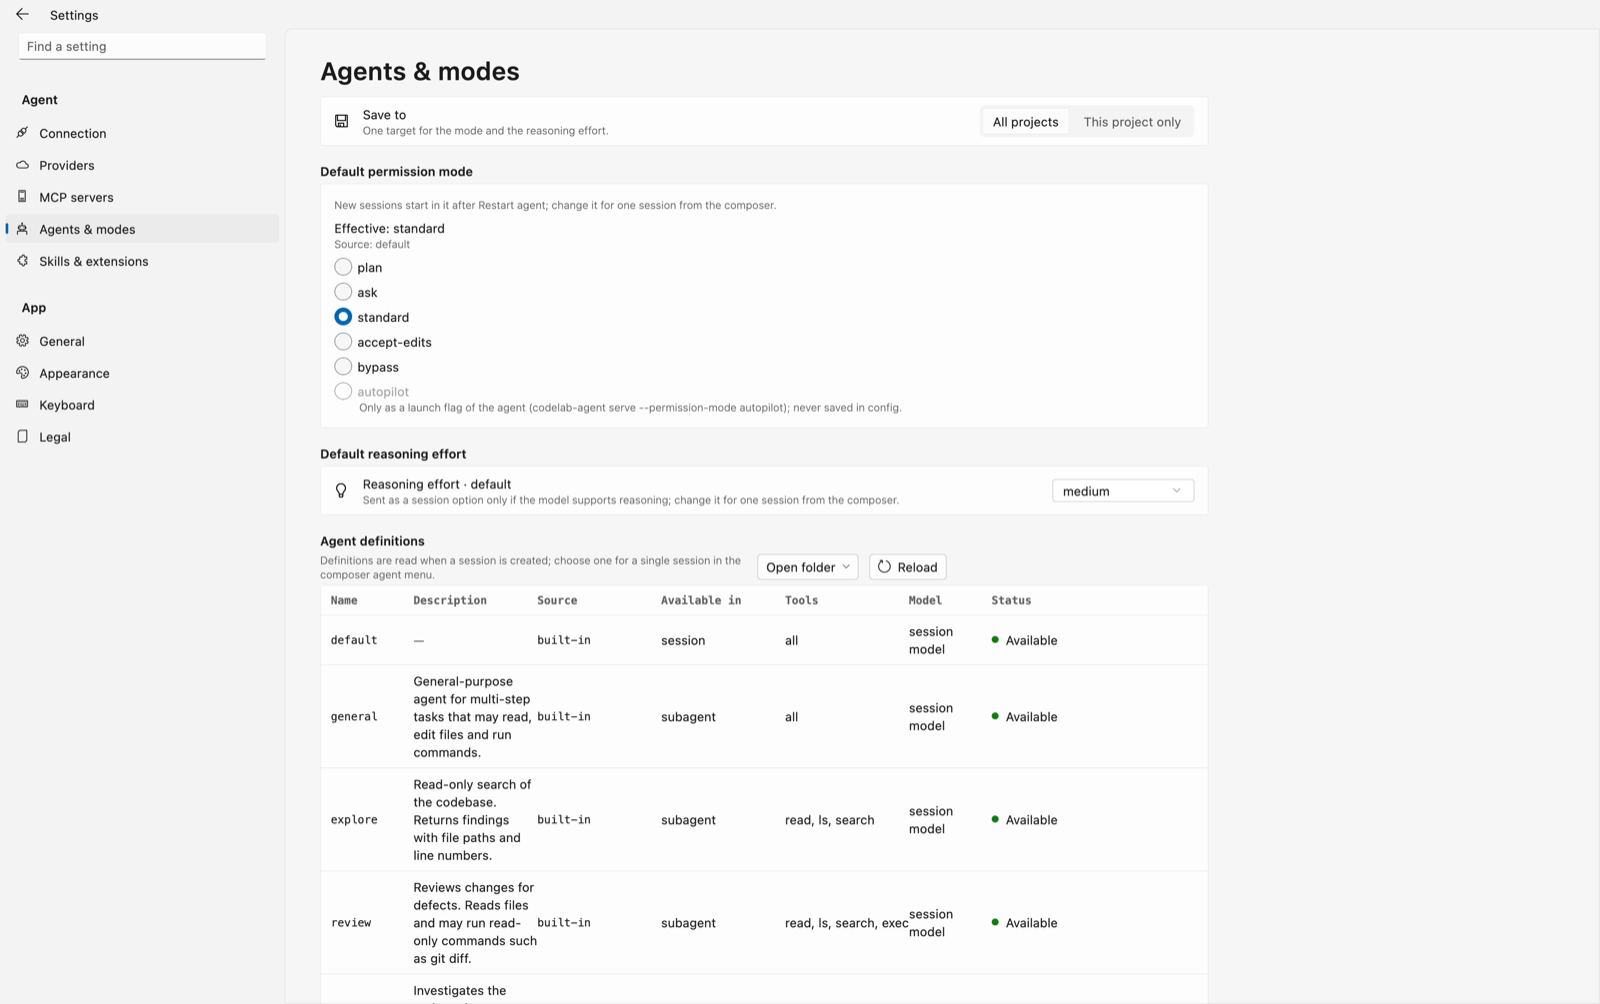 Settings
Find a setting
Agent
Connection
Providers
MCP servers
Agents & modes
Skills & extensions
App
General
Appearance
Keyboard
Legal
Agents & modes
Save to
One target for the mode and the reasoning effort.
All projects
This project only
Default permission mode
New sessions start in it after Restart agent; change it for one session from the composer.
Effective: standard
Source: default
plan
ask
standard
accept-edits
bypass
autopilot
Only as a launch flag of the agent (codelab-agent serve --permission-mode autopilot); never saved in config.
Default reasoning effort
Reasoning effort · default
Sent as a session option only if the model supports reasoning; change it for one session from the composer.
medium
Agent definitions
Definitions are read when a session is created; choose one for a single session in the
composer agent menu.
Open folder
Reload
Name Description Source Available in Tools Model Status
default — built-in session all session
model Available
general General-purpose
agent for multi-step
tasks that may read,
edit files and run
commands. built-in subagent all session
model Available
explore Read-only search of
the codebase.
Returns findings
with file paths and
line numbers. built-in subagent read, ls, search session
model Available
review Reviews changes for
defects. Reads files
and may run read-
only commands such
as git diff. built-in subagent read, ls, search, exec session
model Available
Investigates the